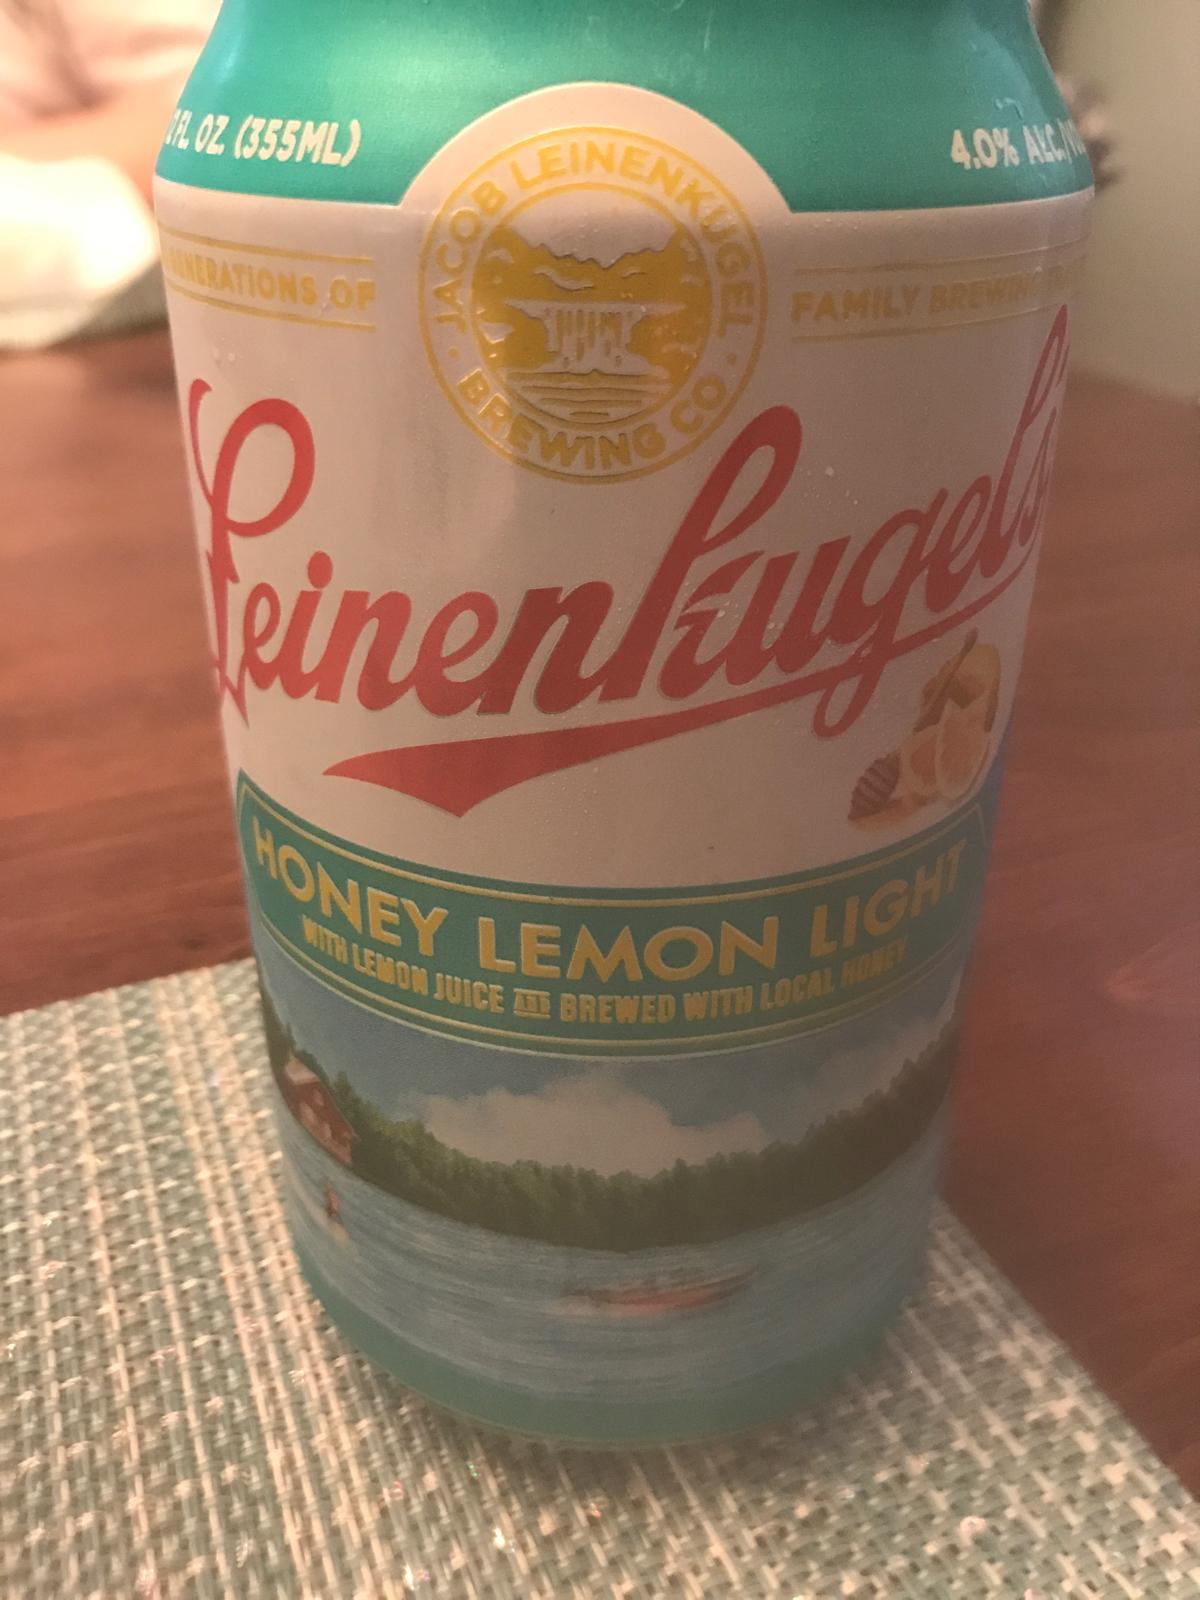 FL. OZ. (355ML)
4.0% ALC./VOL
JACOB LEINENKUGEL
BREWING CO.
GENERATIONS OF
FAMILY BREWING
Leinenkugel's
HONEY LEMON LIGHT
WITH LEMON JUICE AND BREWED WITH LOCAL HONEY